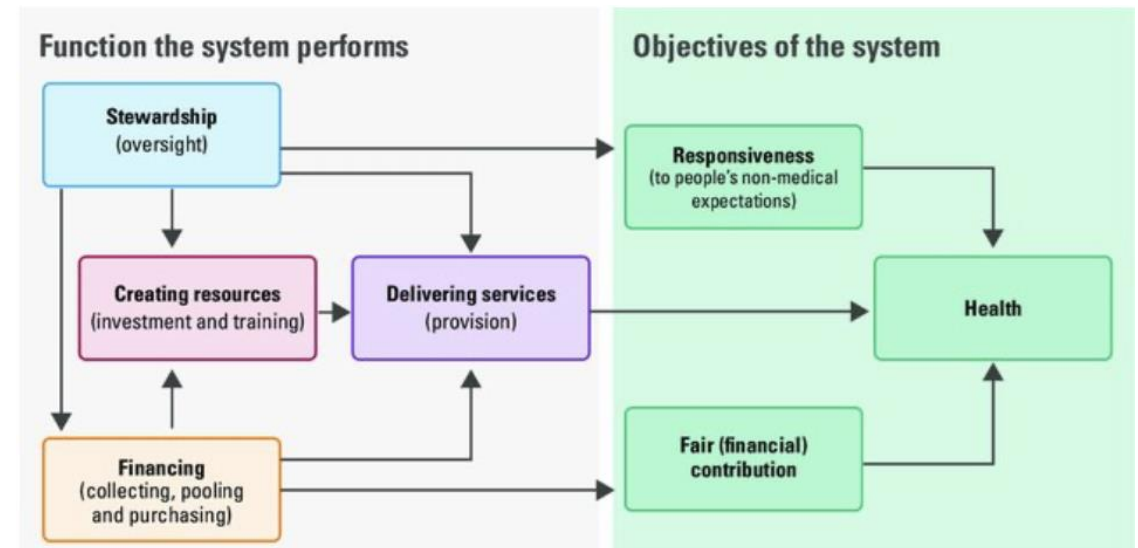 Function the system performs
Objectives of the system
Stewardship
(oversight)
Responsiveness
(to people's non-medical
expectations)
Creating resources
(investment and training)
Delivering services
(provision)
Health
Financing
(collecting, pooling
and purchasing)
Fair (financial)
contribution